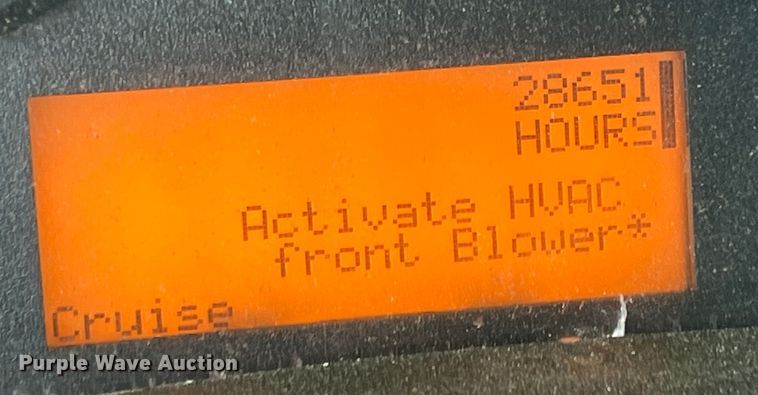 28651
HOURS
Activate HVAC
front Blower*
Cruise
Purple Wave Auction